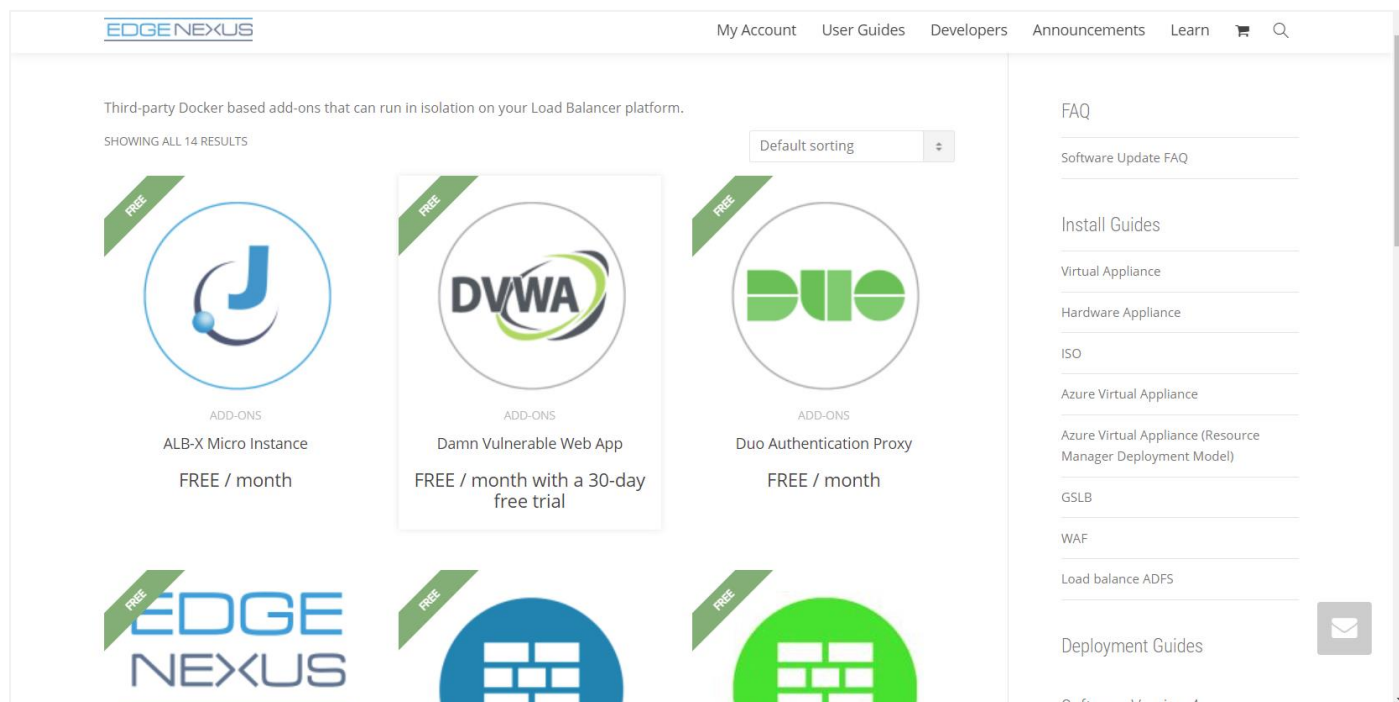 EDGENEXUS
My Account User Guides Developers Announcements Learn
Third-party Docker based add-ons that can run in isolation on your Load Balancer platform.
SHOWING ALL 14 RESULTS
Default sorting
FREE
FREE
FREE
J
DVWA
DUO
ADD-ONS
ALB-X Micro Instance
FREE / month
ADD-ONS
Damn Vulnerable Web App
FREE / month with a 30-day
free trial
ADD-ONS
Duo Authentication Proxy
FREE / month
FREE
EDGE
NEXUS
FREE
FREE
FAQ
Software Update FAQ
Install Guides
Virtual Appliance
Hardware Appliance
ISO
Azure Virtual Appliance
Azure Virtual Appliance (Resource
Manager Deployment Model)
GSLB
WAF
Load balance ADFS
Deployment Guides